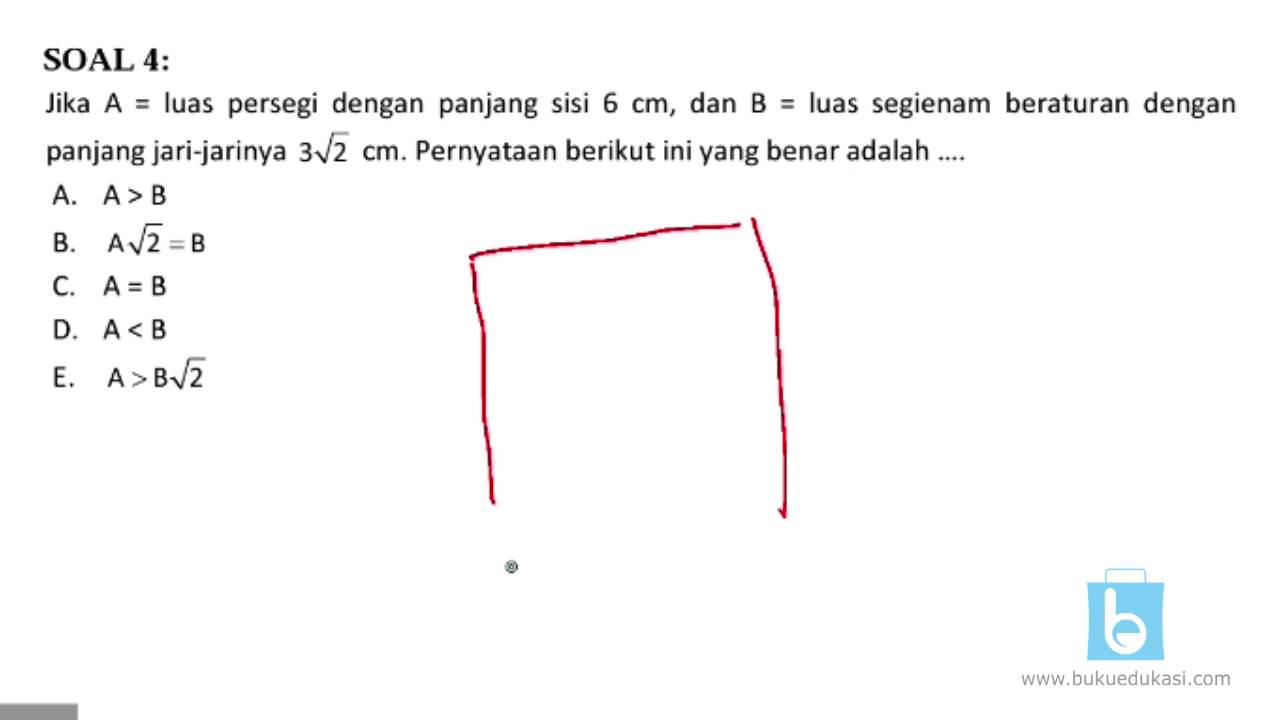 SOAL 4:
Jika A = luas persegi dengan panjang sisi 6 cm, dan B = luas segienam beraturan dengan
panjang jari-jarinya 3√2 cm. Pernyataan berikut ini yang benar adalah ....
A. A > B
B. A√2 = B
C. A = B
D. A < B
E. A > B√2
be
www.bukuedukasi.com